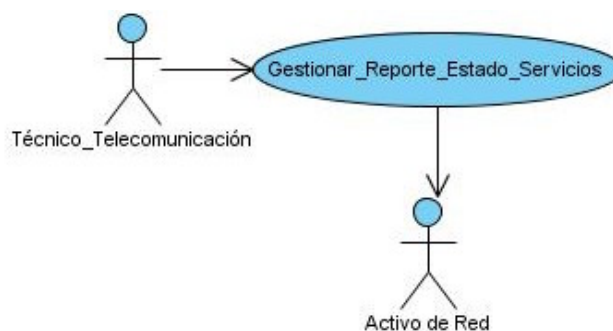 Gestionar_Reporte_Estado_Servicios
Técnico_Telecomunicación
Activo de Red